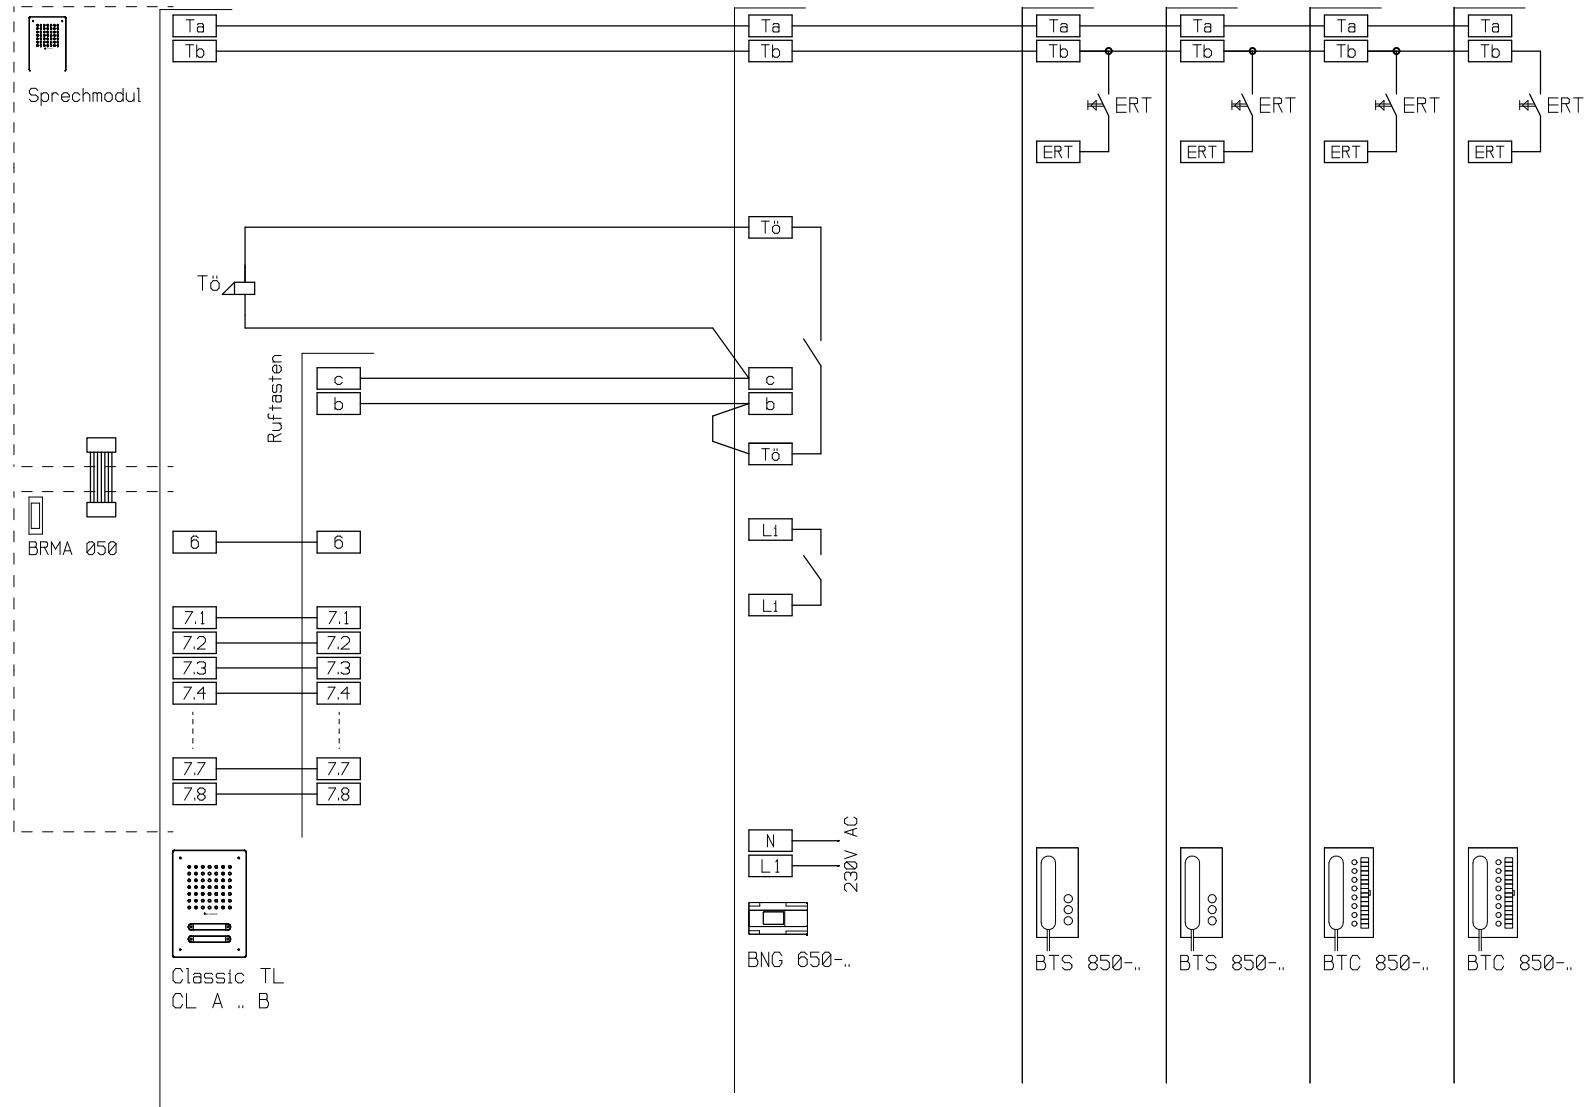 Ta Ta Ta Ta Ta Ta
Tb Tb Tb Tb Tb Tb
Sprechmodul
ERT ERT ERT ERT
ERT ERT ERT ERT
Tö
Tö
Ruftasten
c c
b b
Tö
Li
6 6
BRMA 050
Li
7.1 7.1
7.2 7.2
7.3 7.3
7.4 7.4
7.7 7.7
7.8 7.8
N
L1
230V AC
BNG 650-..
BTS 850-.. BTS 850-.. BTC 850-.. BTC 850-..
Classic TL
CL A .. B